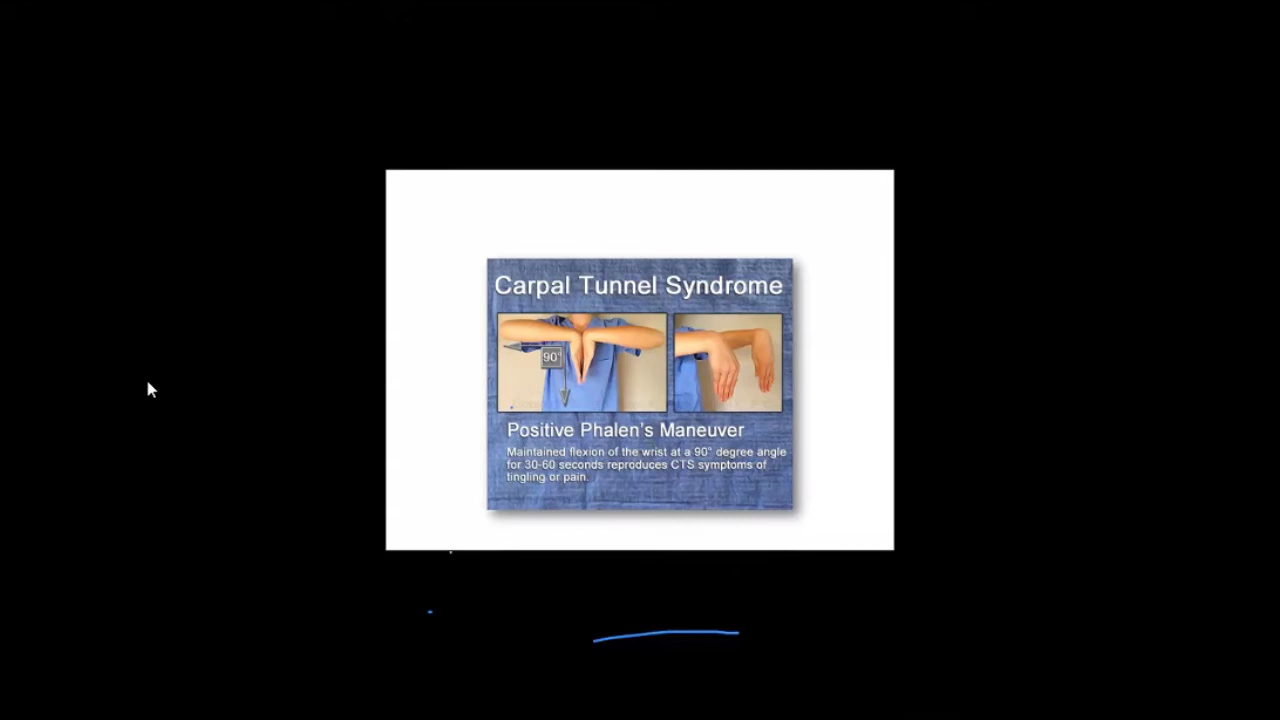 Carpal Tunnel Syndrome
90°
Positive Phalen's Maneuver
Maintained flexion of the wrist at a 90° degree angle
for 30-60 seconds reproduces CTS symptoms of
tingling or pain.